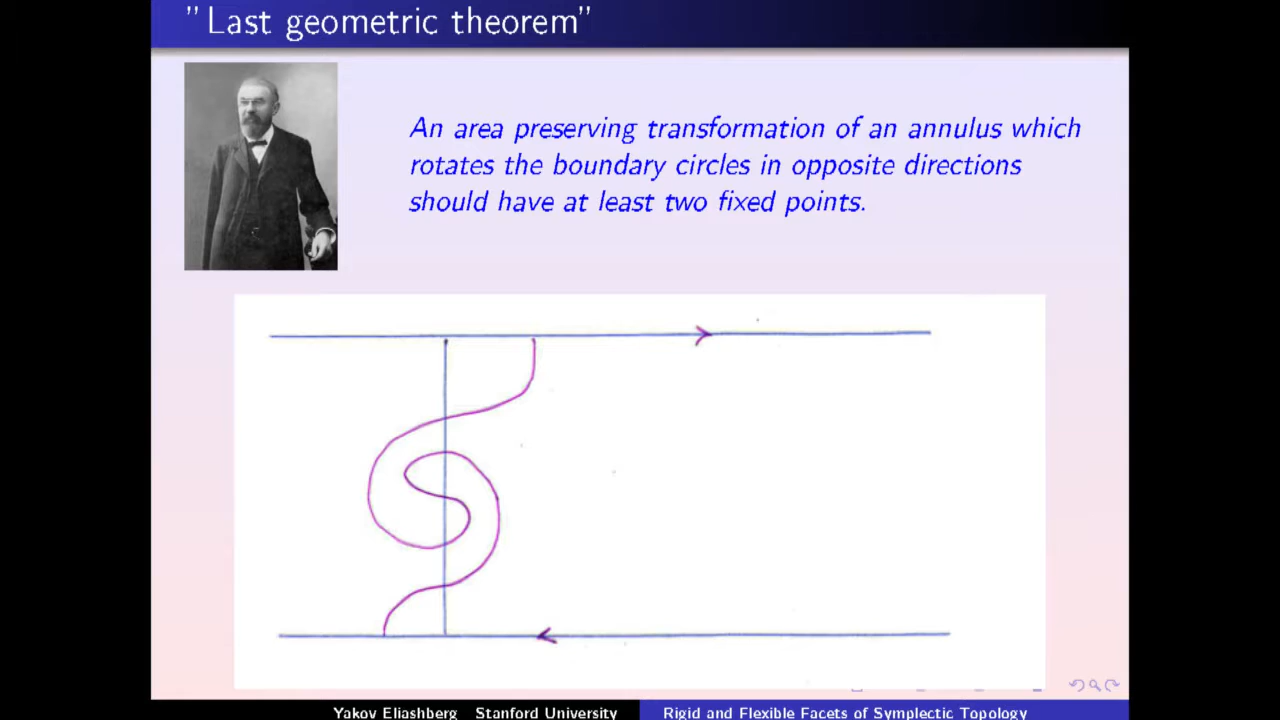 "Last geometric theorem"
An area preserving transformation of an annulus which
rotates the boundary circles in opposite directions
should have at least two fixed points.
Yakov Eliashberg Stanford University
Rigid and Flexible Facets of Symplectic Topology